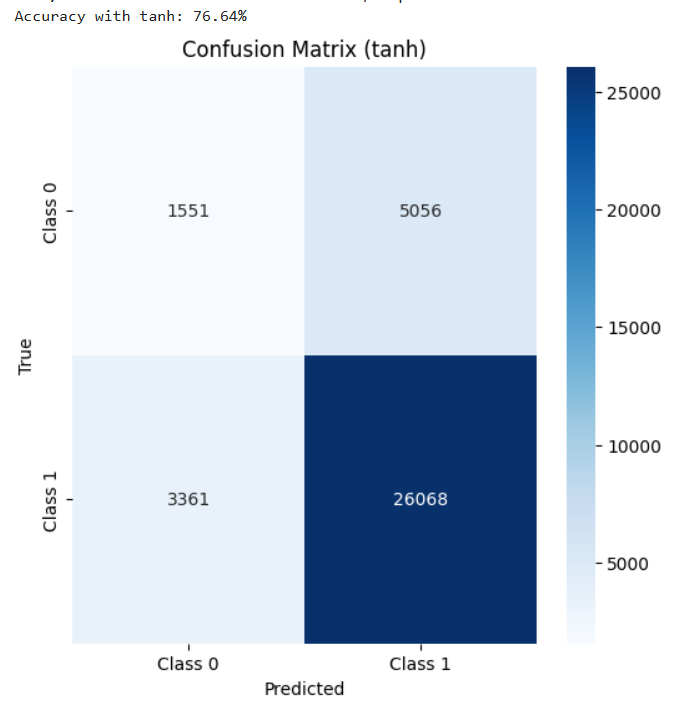 Accuracy with tanh: 76.64%
Confusion Matrix (tanh)
25000
20000
15000
10000
5000
Class 0
1551
5056
True
Class 1
3361
26068
Class 0
Class 1
Predicted